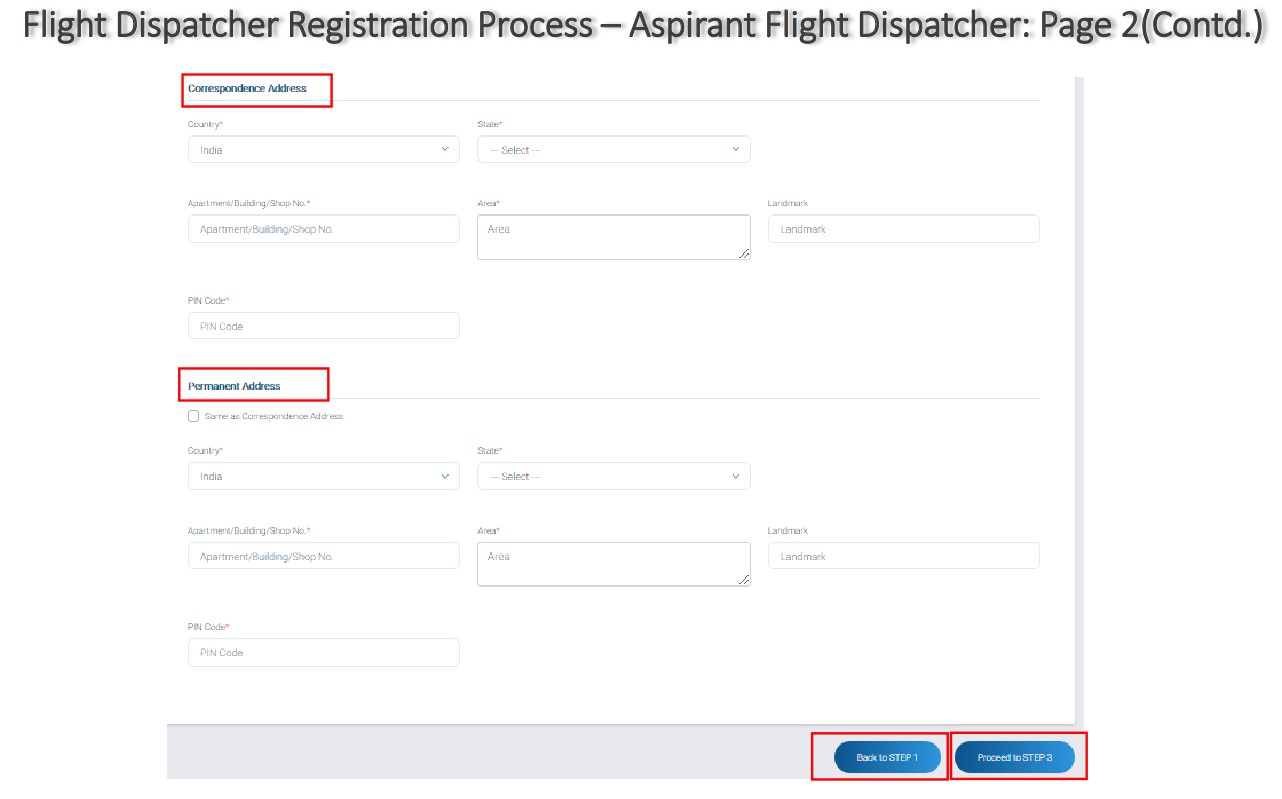 Flight Dispatcher Registration Process – Aspirant Flight Dispatcher: Page 2(Contd.)
Correspondence Address
Country* State*
India --- Select ---
Apartment/Building/Shop No.* Area* Landmark
Apartment/Building/Shop No. Area Landmark
PIN Code*
PIN Code
Permanent Address
Same as Correspondence Address
Country* State*
India --- Select ---
Apartment/Building/Shop No.* Area* Landmark
Apartment/Building/Shop No. Area Landmark
PIN Code*
PIN Code
Back to STEP 1 Proceed to STEP 3